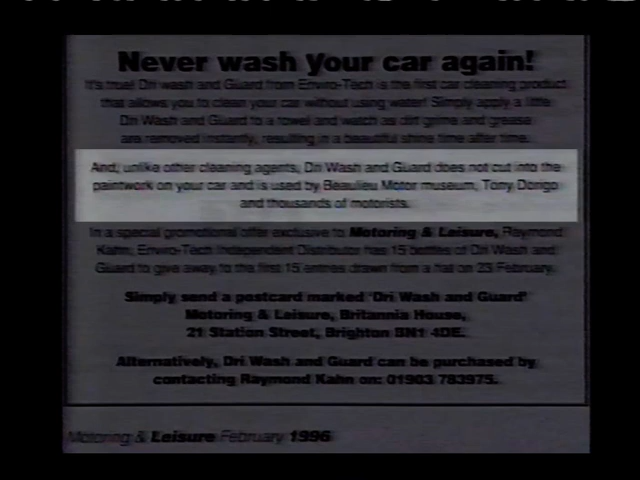 Never wash your car again!
It's true! Dri wash and Guard from Enviro-Tech is the first car cleaning product
that allows you to clean your car without using water! Simply apply a little
Dri Wash and Guard to a towel and watch as dirt grime and grease
are removed instantly, resulting in a beautiful shine time after time.
And, unlike other cleaning agents, Dri Wash and Guard does not cut into the
paintwork on your car and is used by Beaulieu Motor museum, Tony Dorigo
and thousands of motorists.
In a special promotional offer exclusive to Motoring & Leisure, Raymond
Kahn, Enviro-Tech Independent Distributor has 15 bottles of Dri Wash and
Guard to give away to the first 15 entries drawn from a hat on 23 February.
Simply send a postcard marked 'Dri Wash and Guard'
Motoring & Leisure, Britannia House,
21 Station Street, Brighton BN1 4DE.
Alternatively, Dri Wash and Guard can be purchased by
contacting Raymond Kahn on: 01903 783975.
Motoring & Leisure February 1996